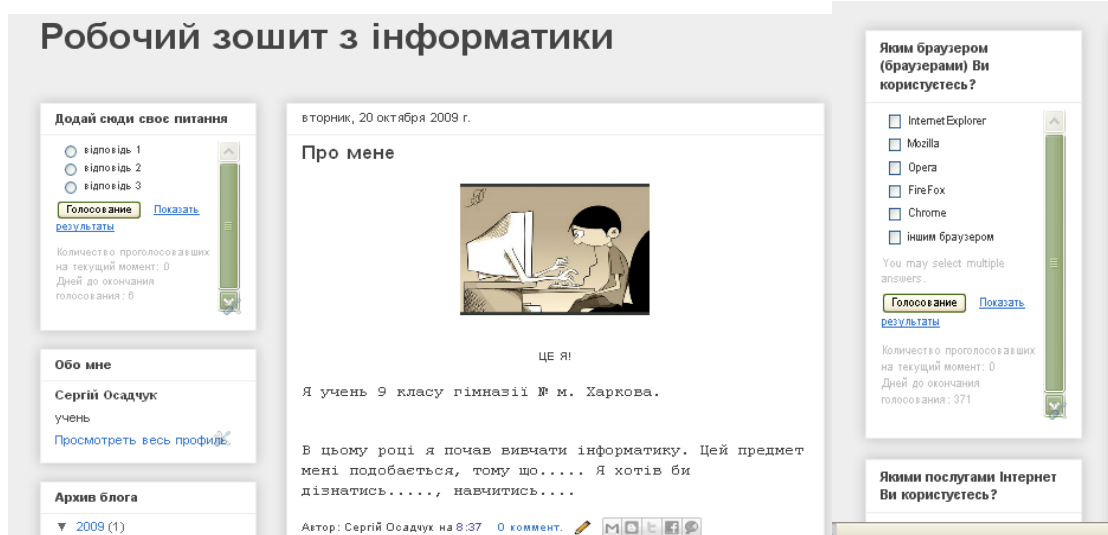 Робочий зошит з інформатики
Додай сюди своє питання
відповідь 1
відповідь 2
відповідь 3
Голосование Показать
результаты
Количество проголосовавших
на текущий момент: 0
Дней до окончания
голосования: 6
Обо мне
Сергій Осадчук
учень
Просмотреть весь профиль
Архив блога
▼ 2009 (1)
вторник, 20 октября 2009 г.
Про мене
ЦЕ Я!
Я учень 9 класу гімназії № м. Харкова.
В цьому році я почав вивчати інформатику. Цей предмет
мені подобається, тому що..... Я хотів би
дізнатись....., навчитись....
Автор: Сергій Осадчук на 8:37 0 коммент.
Яким браузером
(браузерами) Ви
користуєтесь?
InternetExplorer
Mozilla
Opera
FireFox
Chrome
іншим браузером
You may select multiple
answers.
Голосование Показать
результаты
Количество проголосовавших
на текущий момент: 0
Дней до окончания
голосования: 371
Якими послугами Інтернет
Ви користуєтесь?